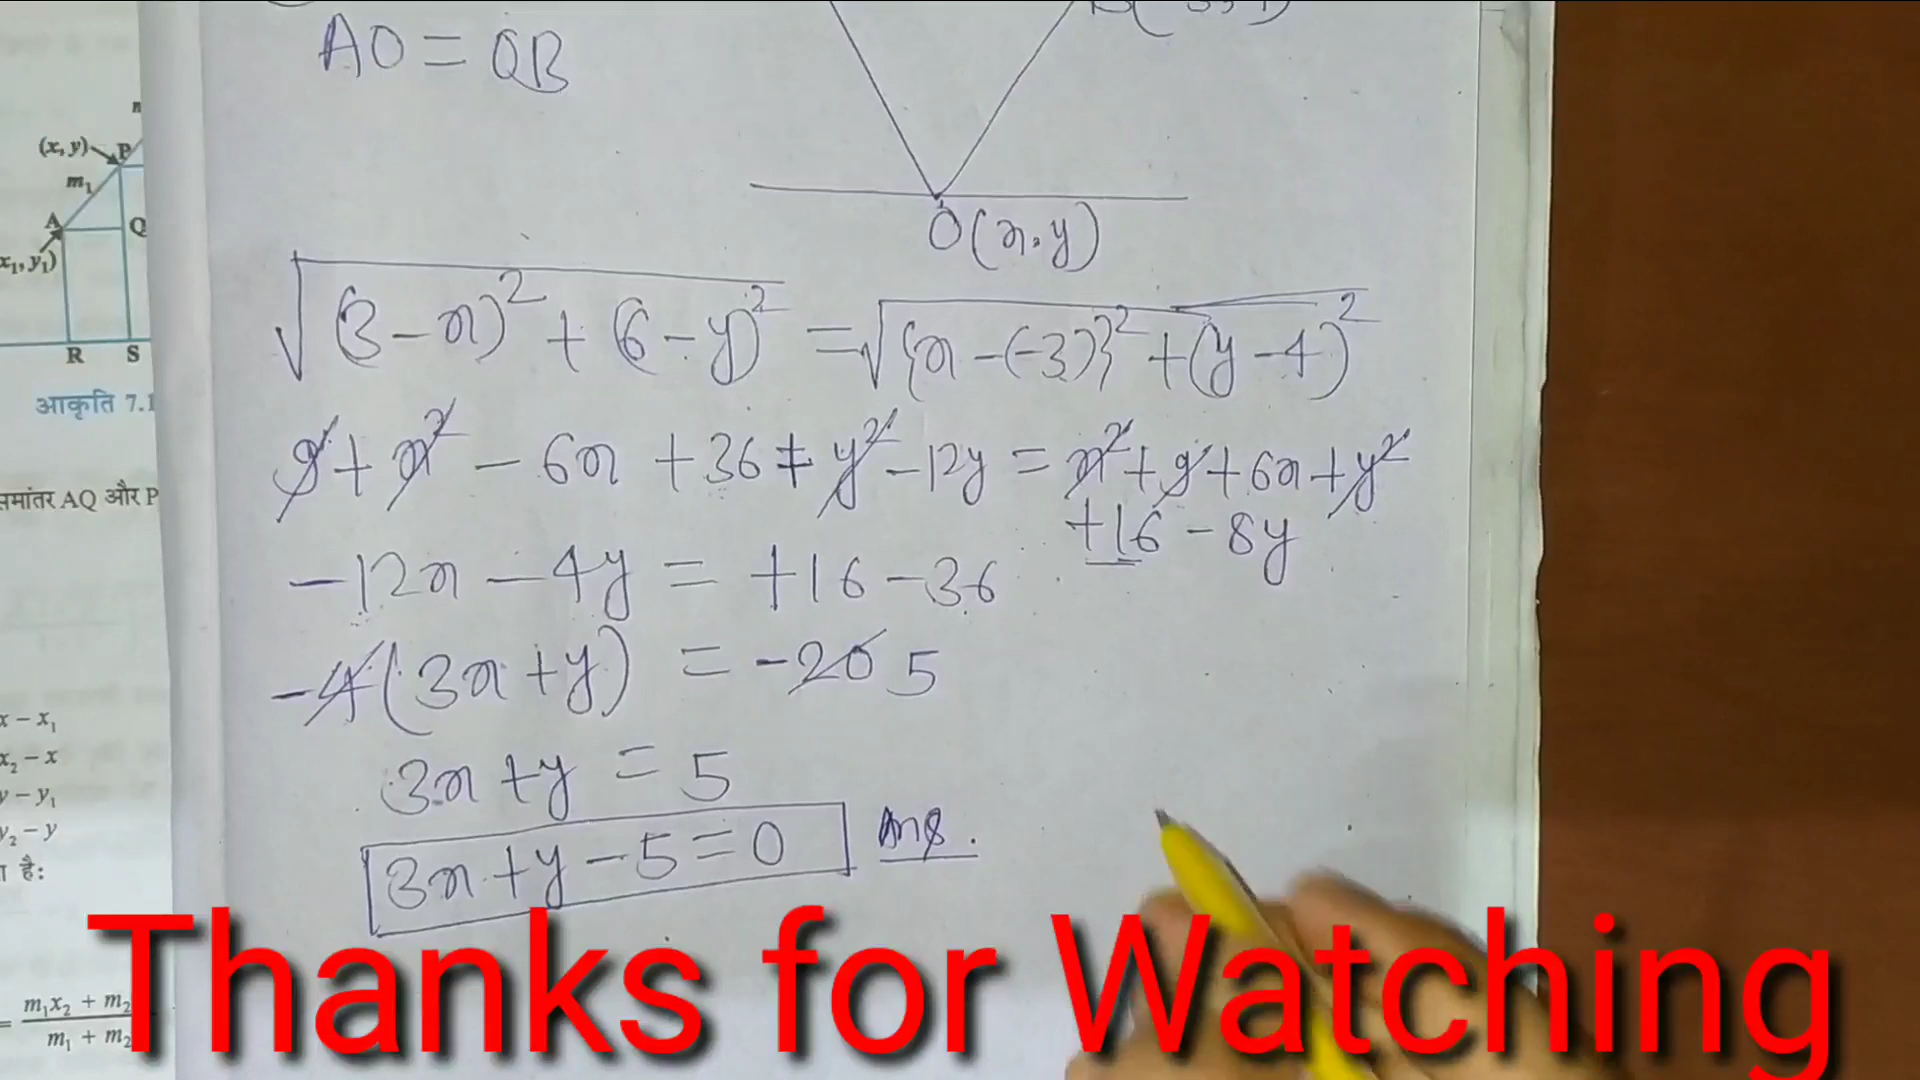 AO = OB
O(x, y)
√(3-x)² + (6-y)² = √{x-(-3)}² + (y-4)²
9 + x² - 6x + 36 + y² - 12y = x² + 9 + 6x + y²
+16 - 8y
-12x - 4y = +16 - 36
-4(3x + y) = -20 5
3x + y = 5
3x + y - 5 = 0 Ans.
(x, y)
P
m₁
A
Q
x₁, y₁)
R S
आकृति 7.1
समांतर AQ और P
x - x₁
x₂ - x
y - y₁
y₂ - y
है:
= m₁x₂ + m₂
m₁ + m₂
Thanks for Watching